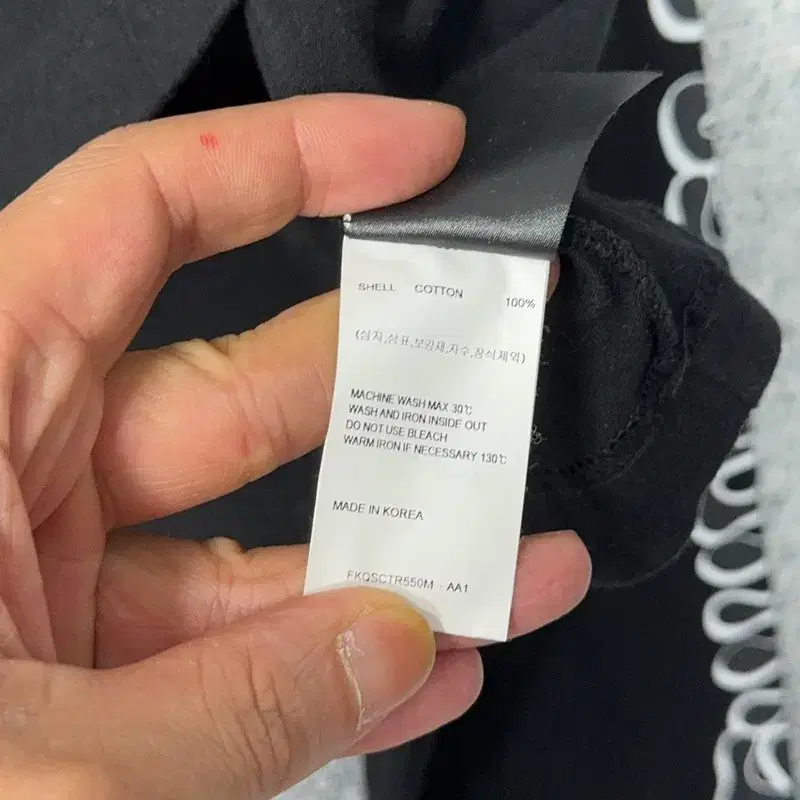 SHELL COTTON 100%
(심지,상표,보강재,자수,장식제외)
MACHINE WASH MAX 30℃
WASH AND IRON INSIDE OUT
DO NOT USE BLEACH
WARM IRON IF NECESSARY 130℃
MADE IN KOREA
FKQSCTR550M - AA1